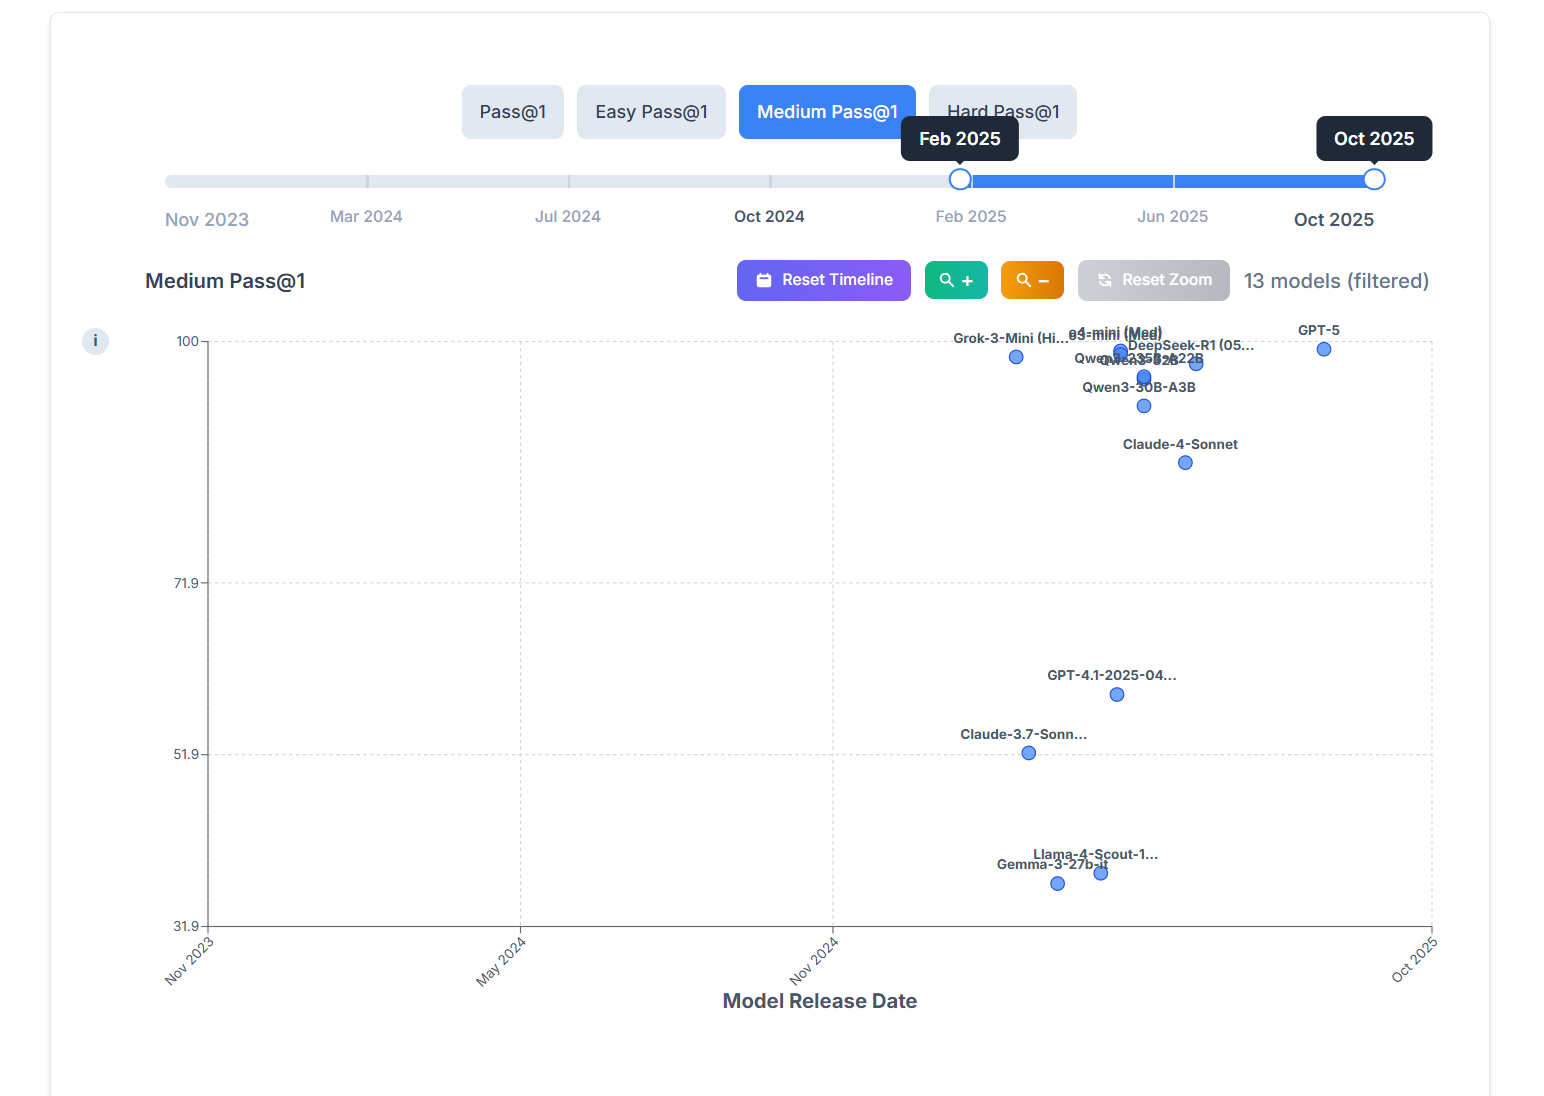 Pass@1
Easy Pass@1
Medium Pass@1
Hard Pass@1
Feb 2025
Oct 2025
Nov 2023
Mar 2024
Jul 2024
Oct 2024
Feb 2025
Jun 2025
Oct 2025
Medium Pass@1
Reset Timeline
+
−
Reset Zoom
13 models (filtered)
i
100
71.9
51.9
31.9
GPT-5
o4-mini (Med)
o3-mini (Med)
Grok-3-Mini (Hi...
DeepSeek-R1 (05...
Qwen3-235B-A22B
Qwen3-32B
Qwen3-30B-A3B
Claude-4-Sonnet
GPT-4.1-2025-04...
Claude-3.7-Sonn...
Llama-4-Scout-1...
Gemma-3-27b-it
Nov 2023
May 2024
Nov 2024
Oct 2025
Model Release Date